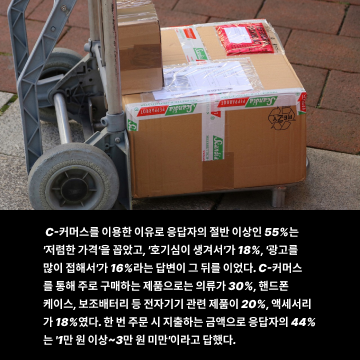 C-커머스를 이용한 이유로 응답자의 절반 이상인 55%는
'저렴한 가격'을 꼽았고, '호기심이 생겨서'가 18%, '광고를
많이 접해서'가 16%라는 답변이 그 뒤를 이었다. C-커머스
를 통해 주로 구매하는 제품으로는 의류가 30%, 핸드폰
케이스, 보조배터리 등 전자기기 관련 제품이 20%, 액세서리
가 18%였다. 한 번 주문 시 지출하는 금액으로 응답자의 44%
는 '1만 원 이상~3만 원 미만'이라고 답했다.